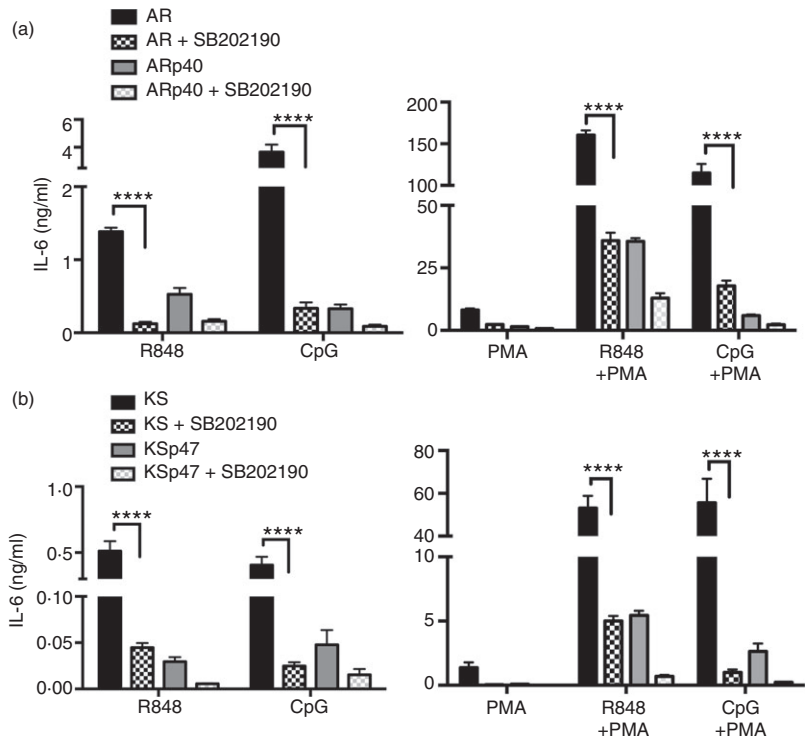 (a)
AR
AR + SB202190
ARp40
ARp40 + SB202190
IL-6 (ng/ml)
6
4
2
1
0
****
****
R848
CpG
200
150
100
50
25
0
****
****
PMA
R848
+PMA
CpG
+PMA
(b)
KS
KS + SB202190
KSp47
KSp47 + SB202190
IL-6 (ng/ml)
1·0
0·5
0·10
0·05
0·00
****
****
R848
CpG
80
60
40
10
5
0
****
****
PMA
R848
+PMA
CpG
+PMA